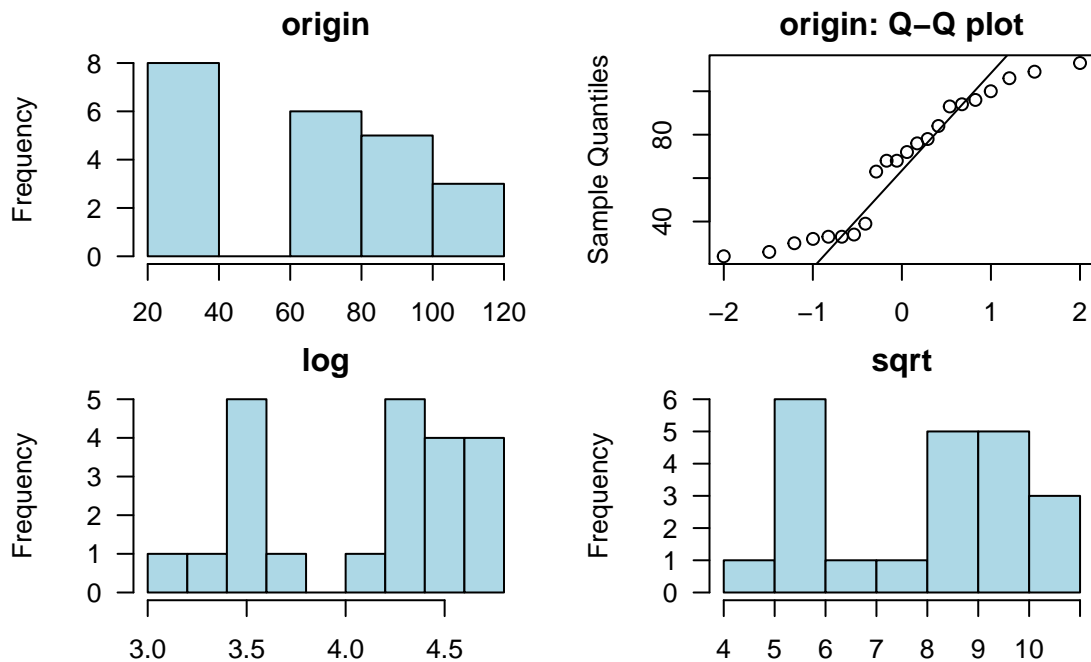 origin
Frequency
8
6
4
2
0
20 40 60 80 100 120
origin: Q−Q plot
Sample Quantiles
80
40
−2 −1 0 1 2
log
Frequency
5
4
3
2
1
0
3.0 3.5 4.0 4.5
sqrt
Frequency
6
5
4
3
2
1
0
4 5 6 7 8 9 10